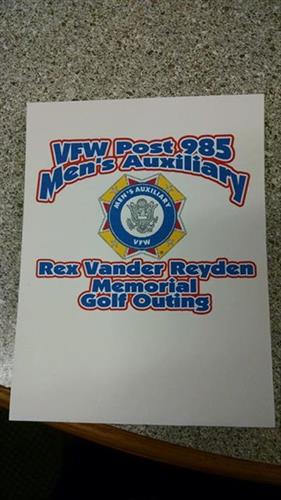 VFW Post 985
Men's Auxiliary
MEN'S AUXILIARY
VFW
Rex Vander Reyden
Memorial
Golf Outing